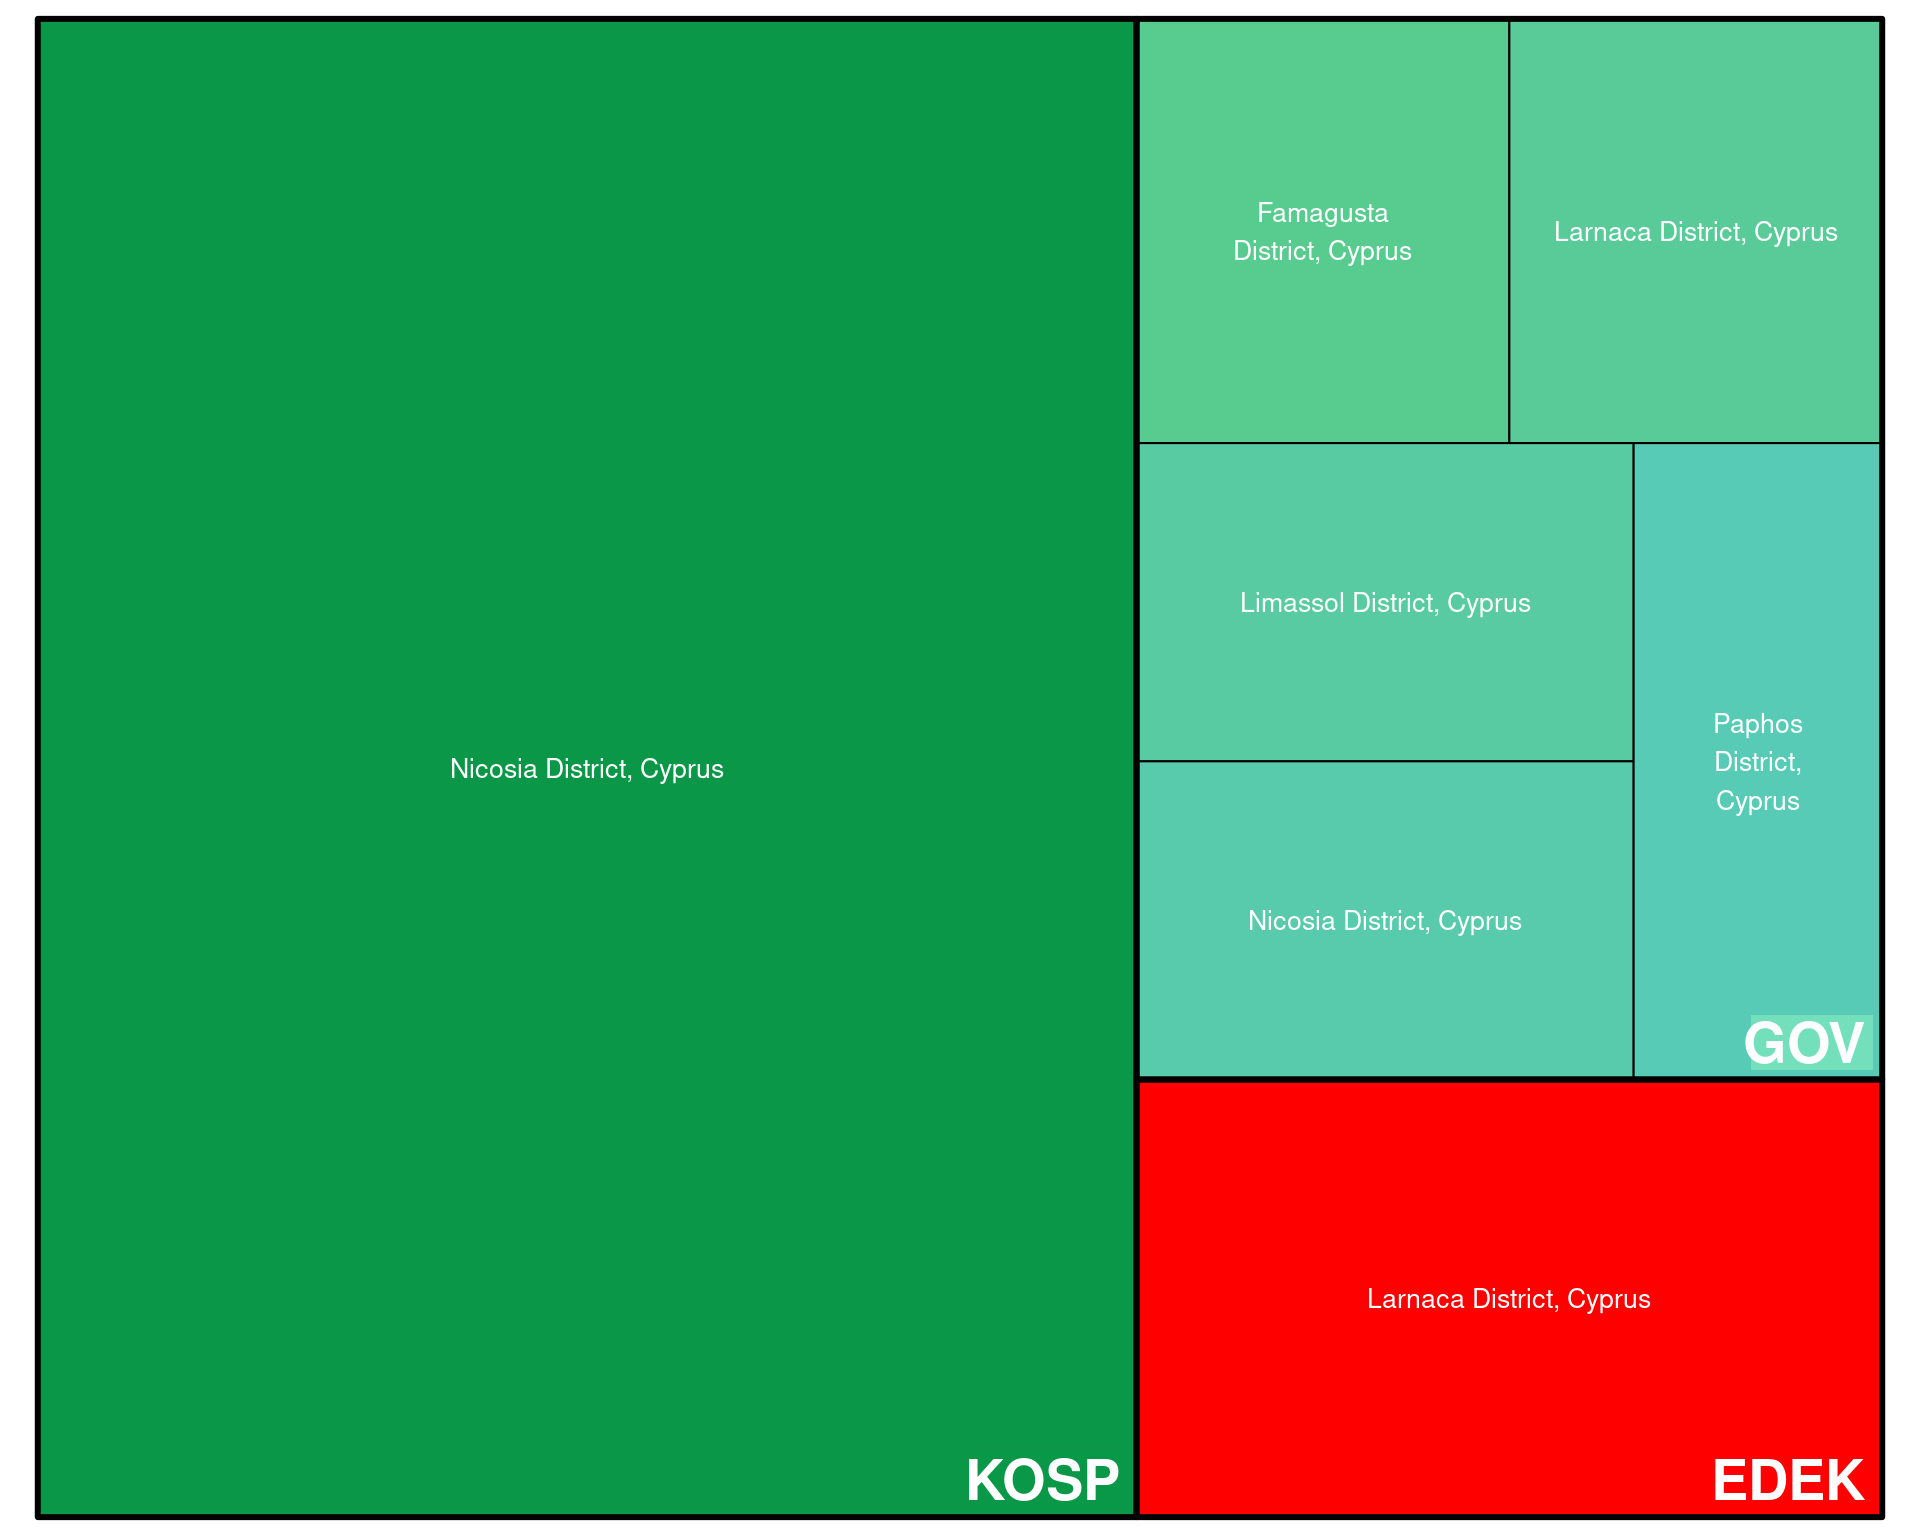 Nicosia District, Cyprus
KOSP
Famagusta
District, Cyprus
Larnaca District, Cyprus
Limassol District, Cyprus
Nicosia District, Cyprus
Paphos
District,
Cyprus
GOV
Larnaca District, Cyprus
EDEK